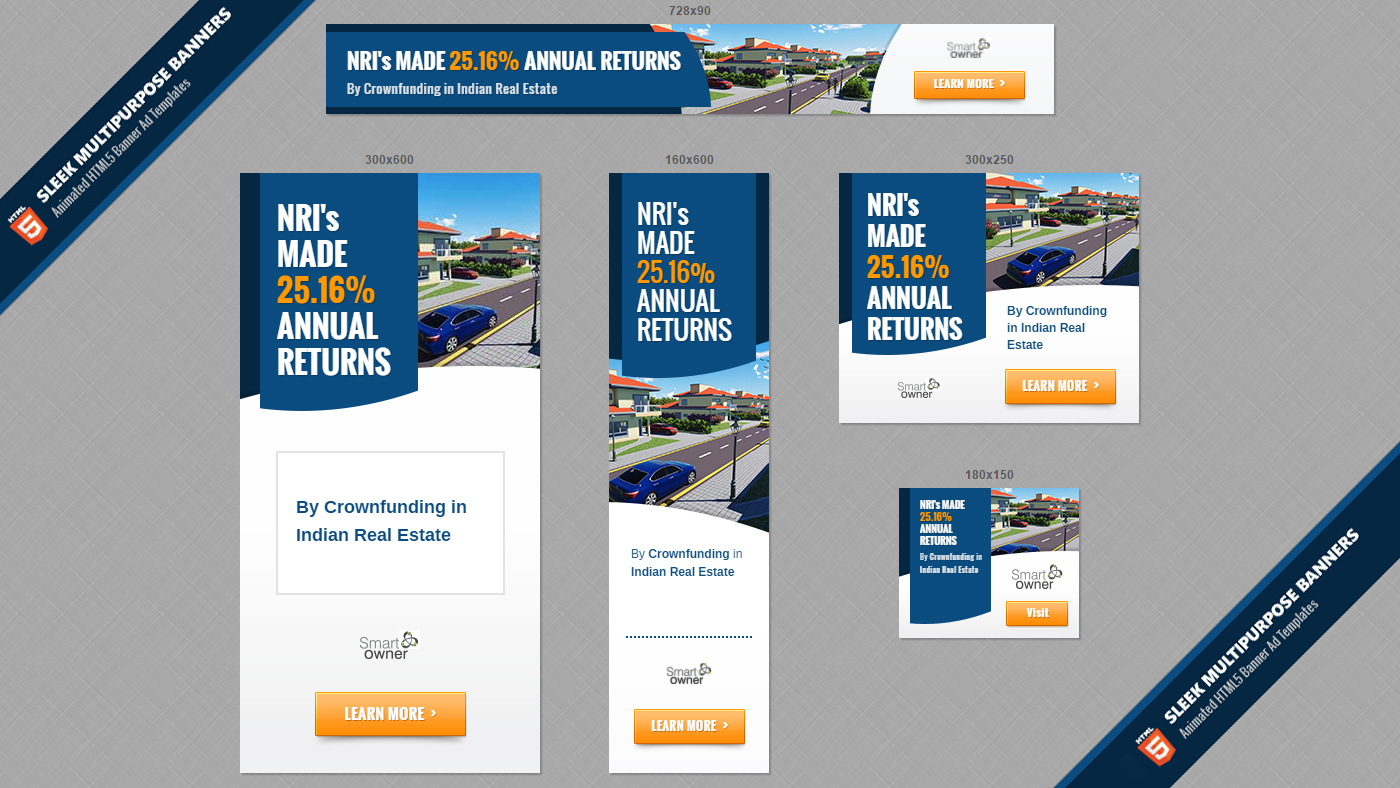 728x90
NRI's MADE 25.16% ANNUAL RETURNS
By Crownfunding in Indian Real Estate
Smart
owner
LEARN MORE ›
SLEEK MULTIPURPOSE BANNERS
Animated HTML5 Banner Ad Templates
HTML
5
300x600
NRI's
MADE
25.16%
ANNUAL
RETURNS
By Crownfunding in
Indian Real Estate
Smart
owner
LEARN MORE ›
160x600
NRI's
MADE
25.16%
ANNUAL
RETURNS
By Crownfunding in
Indian Real Estate
Smart
owner
LEARN MORE ›
300x250
NRI's
MADE
25.16%
ANNUAL
RETURNS
By Crownfunding
in Indian Real
Estate
Smart
owner
LEARN MORE ›
180x150
NRI's MADE
25.16%
ANNUAL
RETURNS
By Crownfunding in
Indian Real Estate
Smart
owner
Visit
SLEEK MULTIPURPOSE BANNERS
Animated HTML5 Banner Ad Templates
HTML
5